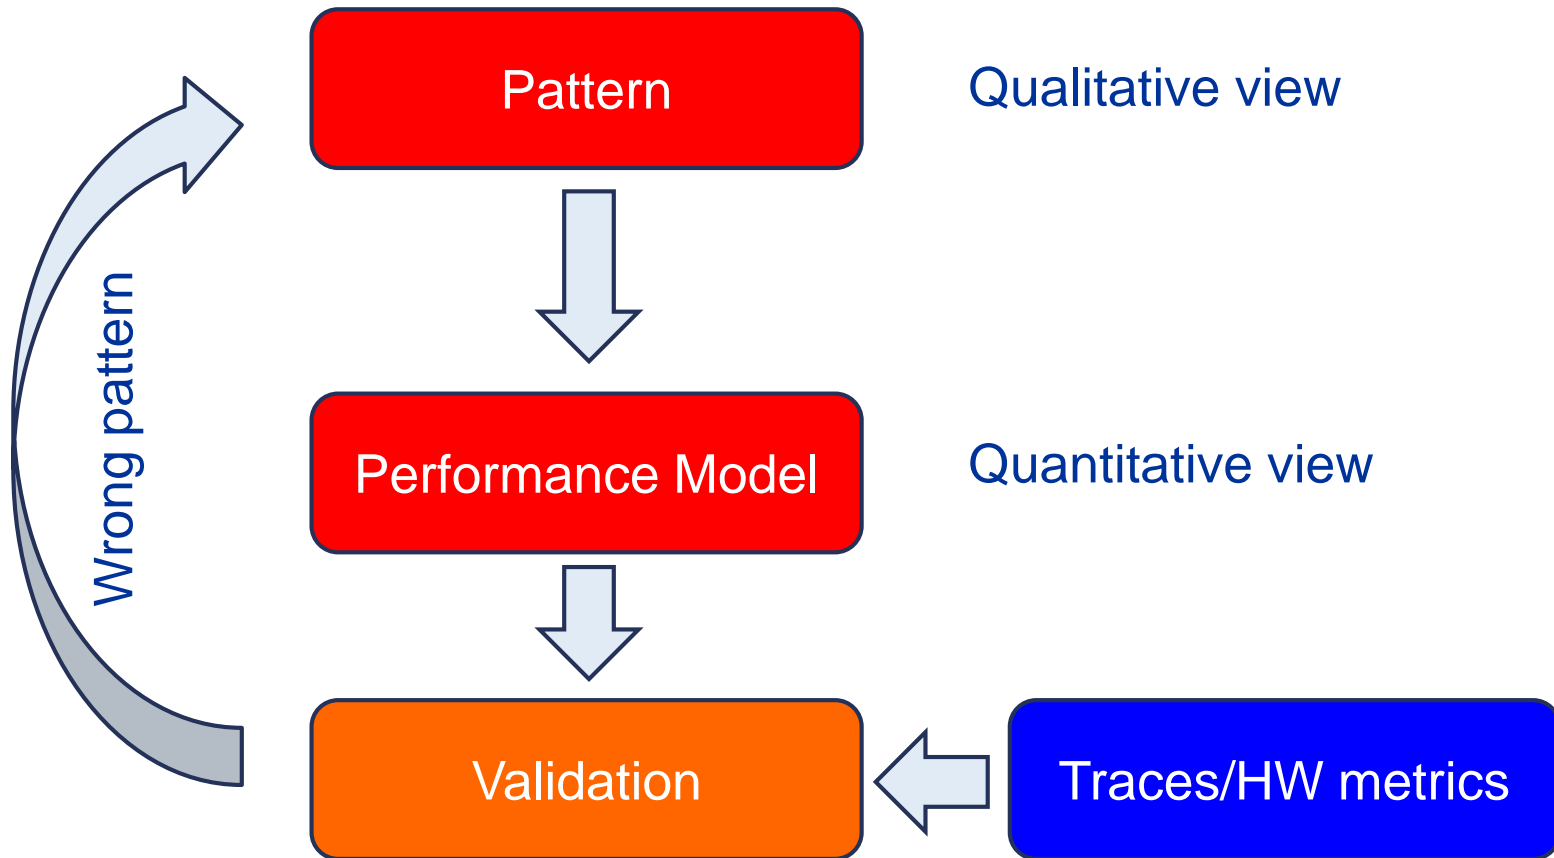 Pattern
Qualitative view
Wrong pattern
Performance Model
Quantitative view
Validation
Traces/HW metrics